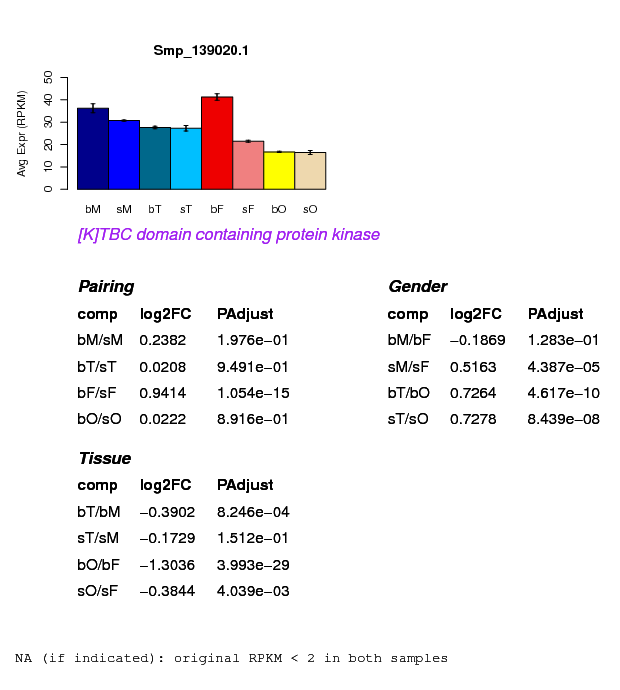 Smp_139020.1
Avg Expr (RPKM)
50
40
30
20
10
0
bM sM bT sT bF sF bO sO
[K]TBC domain containing protein kinase
Pairing
comp log2FC PAdjust
bM/sM 0.2382 1.976e−01
bT/sT 0.0208 9.491e−01
bF/sF 0.9414 1.054e−15
bO/sO 0.0222 8.916e−01
Gender
comp log2FC PAdjust
bM/bF −0.1869 1.283e−01
sM/sF 0.5163 4.387e−05
bT/bO 0.7264 4.617e−10
sT/sO 0.7278 8.439e−08
Tissue
comp log2FC PAdjust
bT/bM −0.3902 8.246e−04
sT/sM −0.1729 1.512e−01
bO/bF −1.3036 3.993e−29
sO/sF −0.3844 4.039e−03
NA (if indicated): original RPKM < 2 in both samples